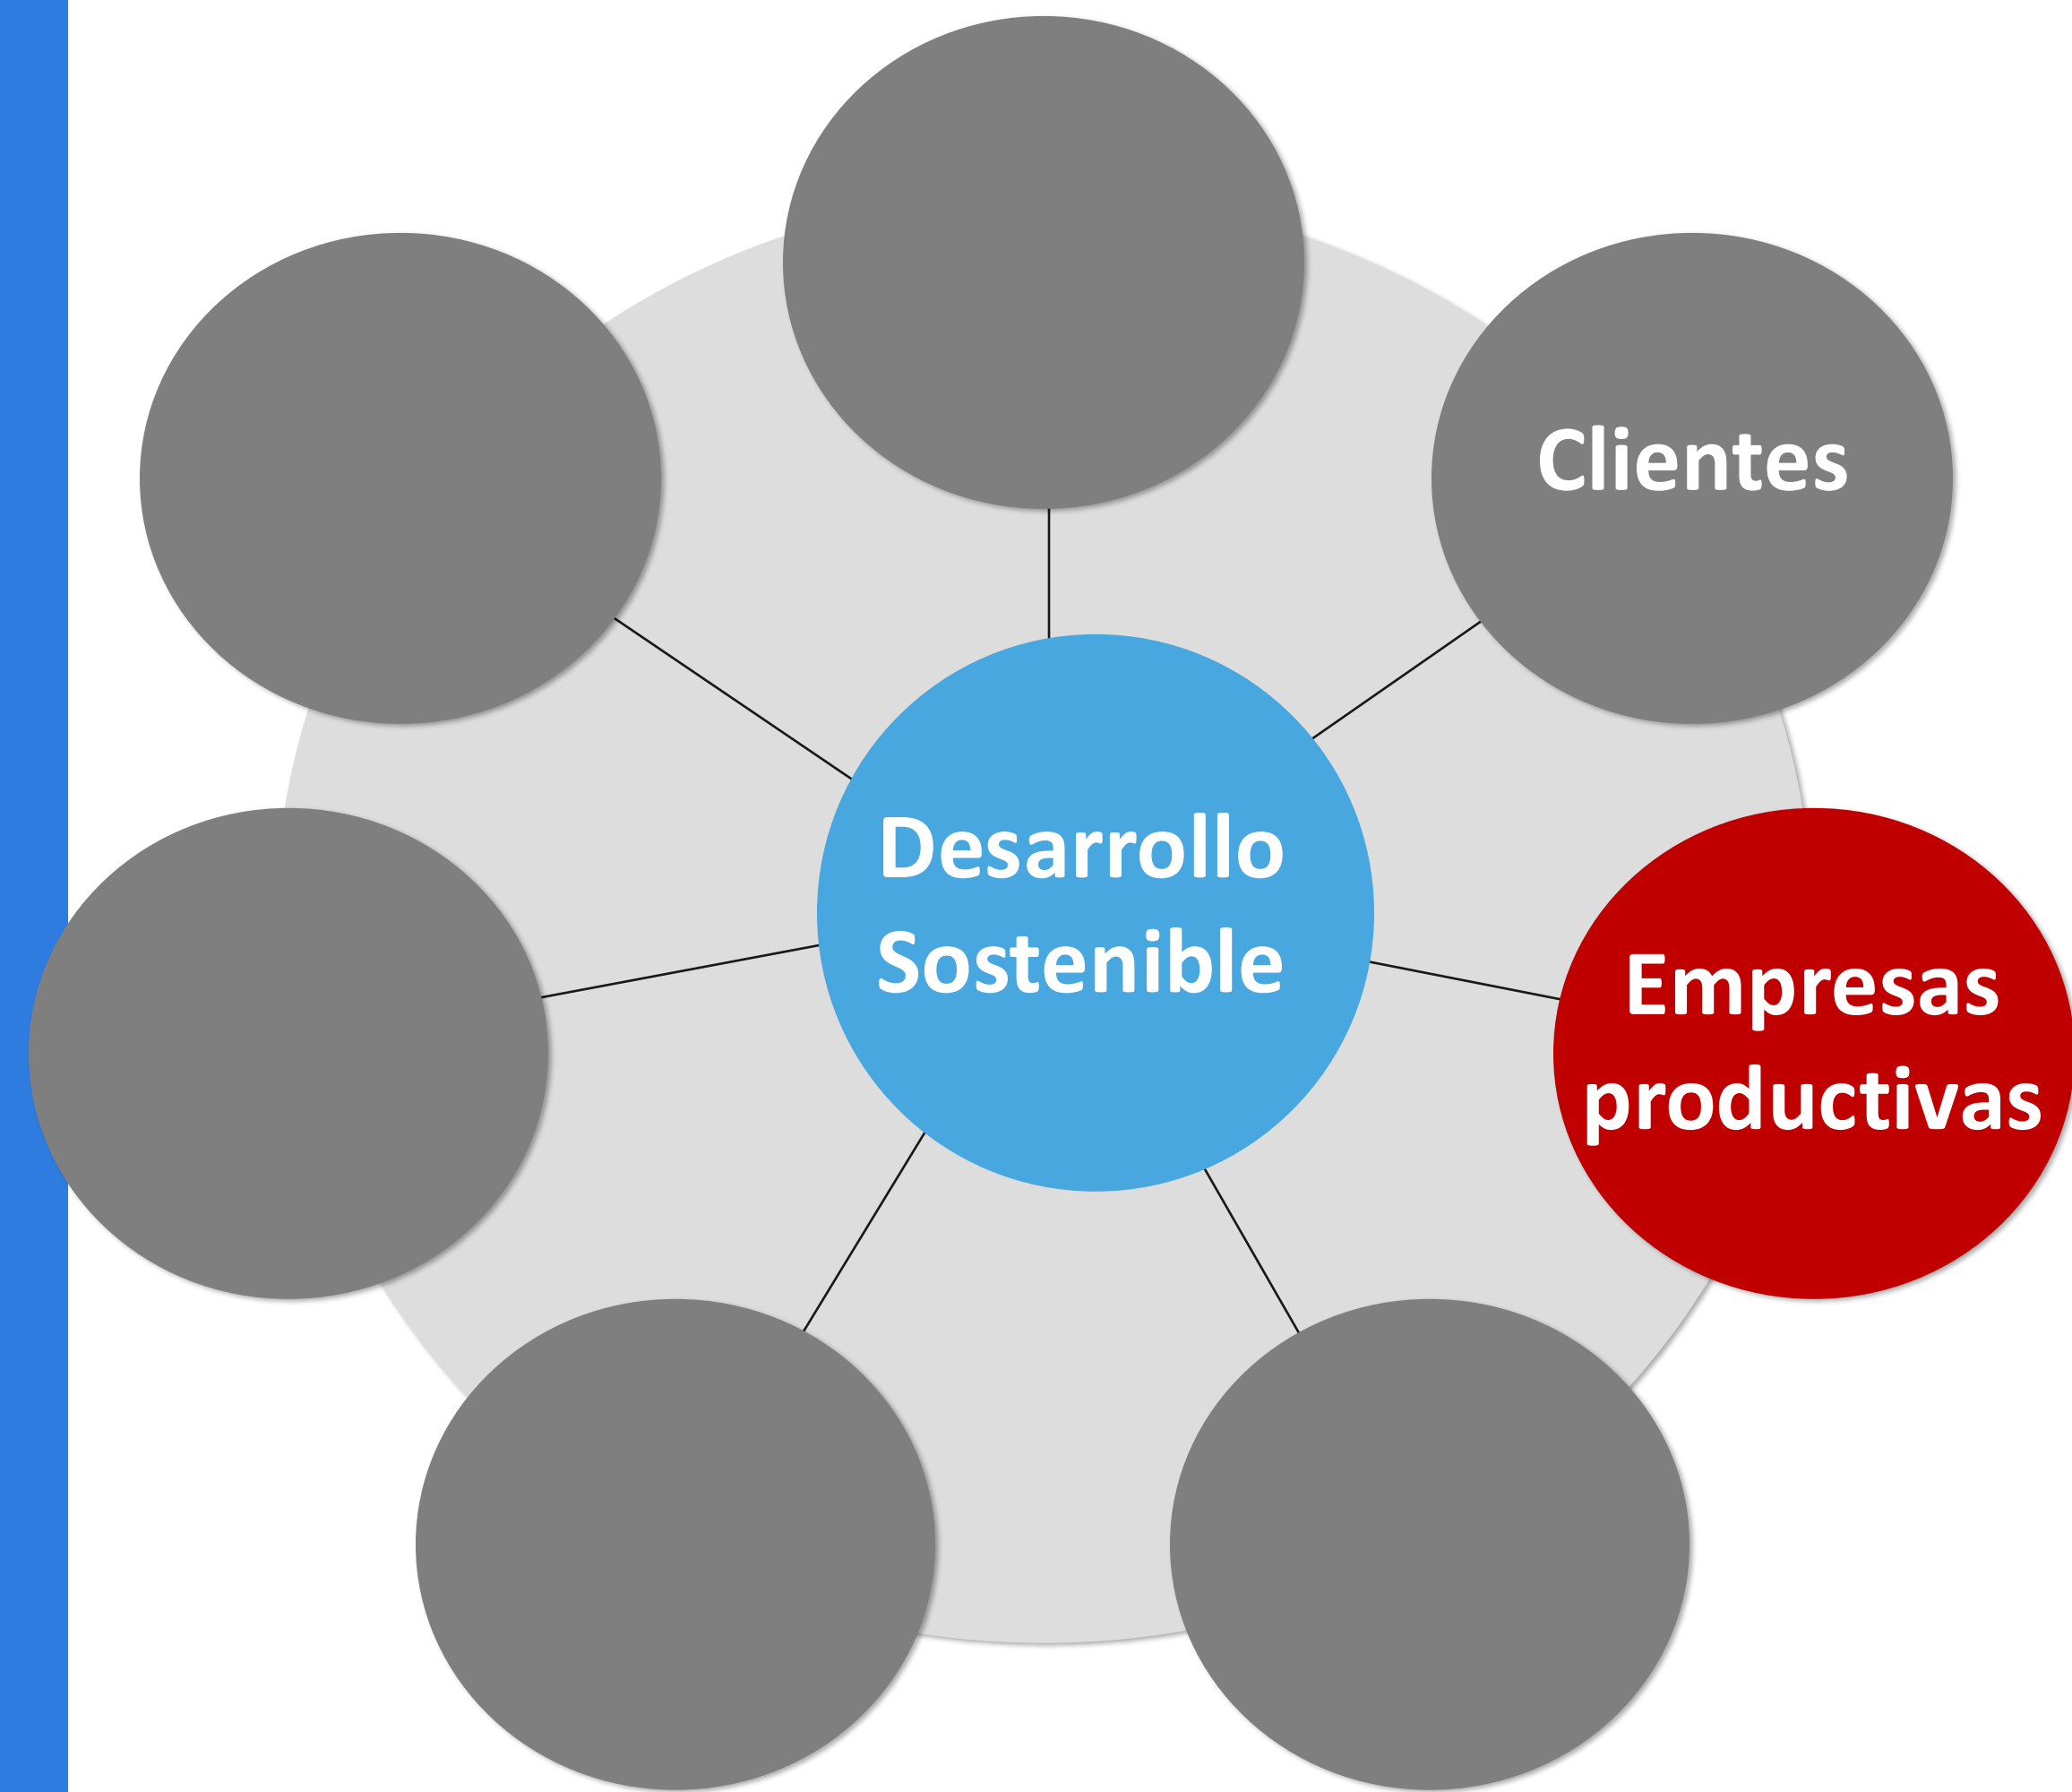 Clientes
Desarrollo
Sostenible
Empresas
productivas